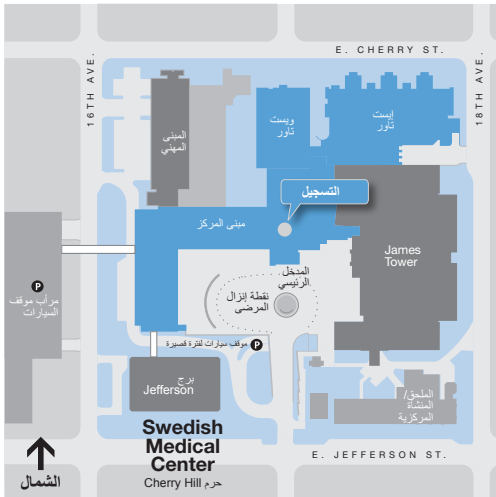 E. CHERRY ST.
16TH AVE.
18TH AVE.
المبنى
المهني
ويست
تاور
ايست
تاور
التسجيل
مبنى المركز
James
Tower
المدخل
الرئيسي
نقطة إنزال
المرضى
P
مرآب موقف
السيارات
موقف سيارات لفترة قصيرة P
برج
Jefferson
الملحق/
المنشأة
المركزية
Swedish
Medical
Center
حرم Cherry Hill
E. JEFFERSON ST.
الشمال